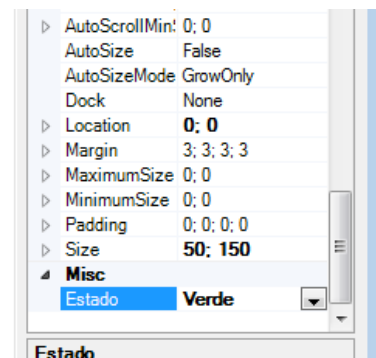 AutoScrollMin: 0; 0
AutoSize False
AutoSizeMode GrowOnly
Dock None
Location 0; 0
Margin 3; 3; 3; 3
MaximumSize 0; 0
MinimumSize 0; 0
Padding 0; 0; 0; 0
Size 50; 150
Misc
Estado Verde
Estado